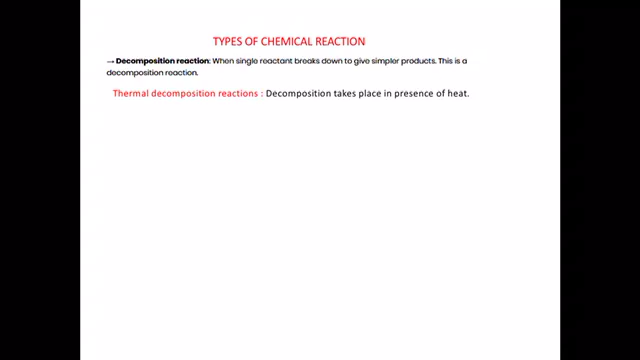 TYPES OF CHEMICAL REACTION
→ Decomposition reaction: When single reactant breaks down to give simpler products. This is a
decomposition reaction.
Thermal decomposition reactions : Decomposition takes place in presence of heat.